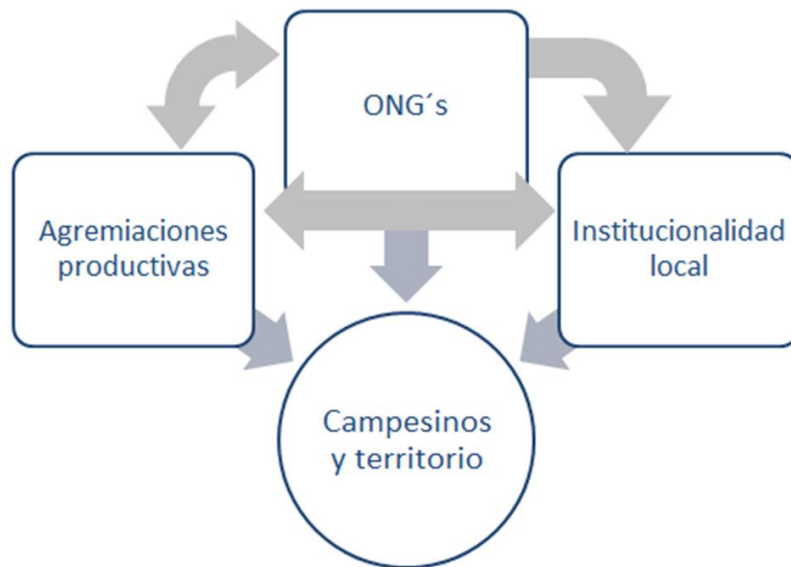 ONG´s
Agremiaciones
productivas
Institucionalidad
local
Campesinos
y territorio